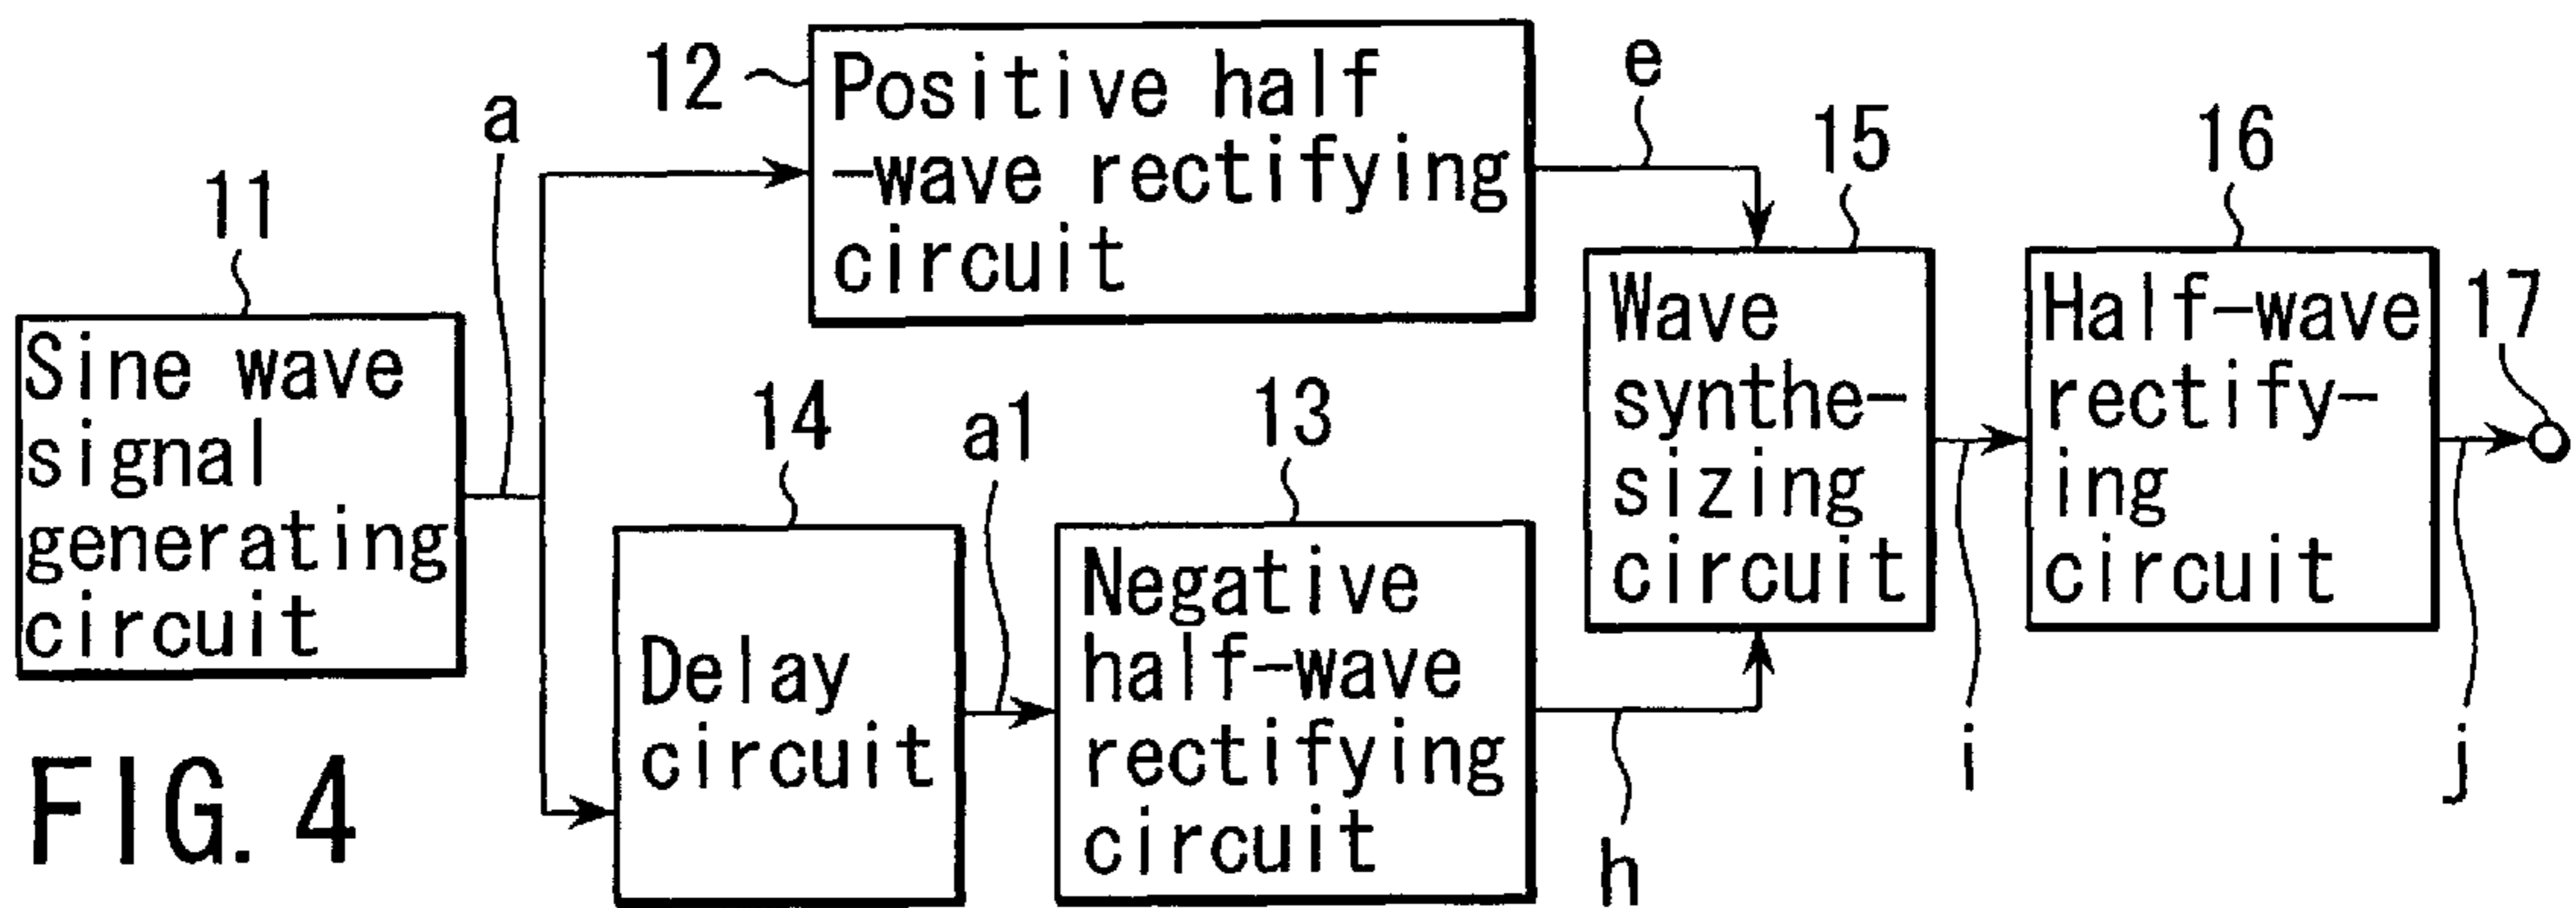 12
Positive half
-wave rectifying
circuit
e
a
11
Sine wave
signal
generating
circuit
15
Wave
synthe-
sizing
circuit
16
Half-wave
rectify-
ing
circuit
17
14
Delay
circuit
a1
13
Negative
half-wave
rectifying
circuit
h
i
j
FIG. 4